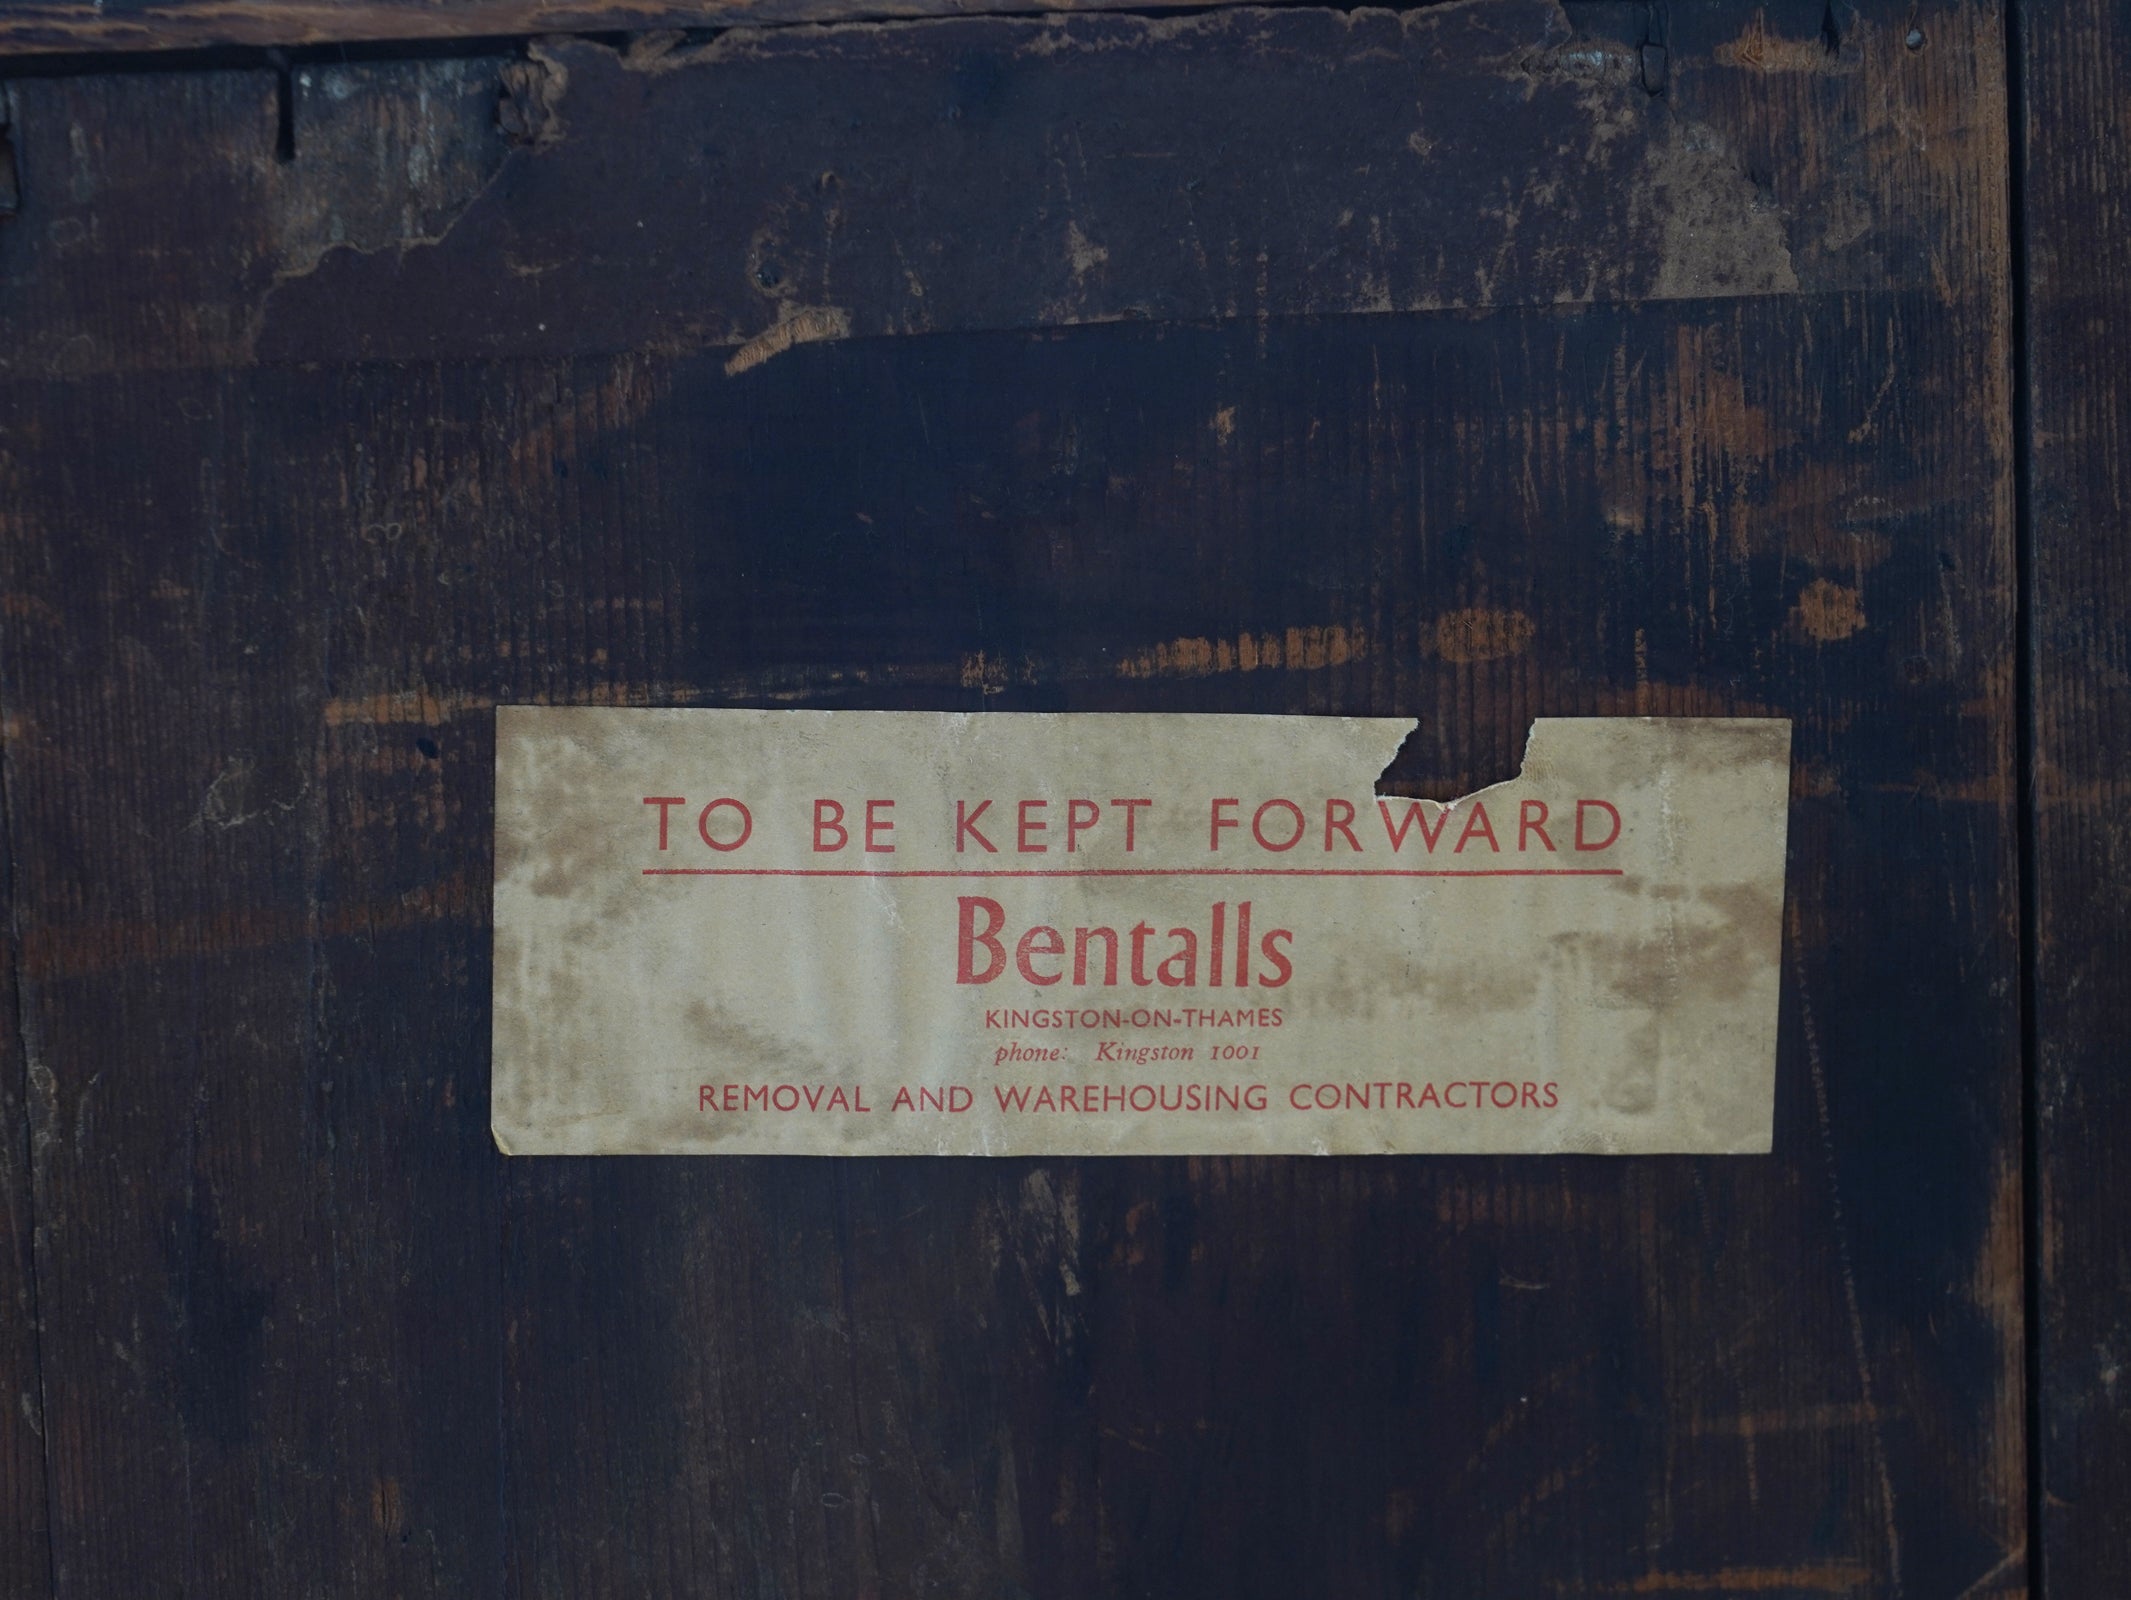 TO BE KEPT FORWARD
Bentalls
KINGSTON-ON-THAMES
phone: Kingston 1001
REMOVAL AND WAREHOUSING CONTRACTORS